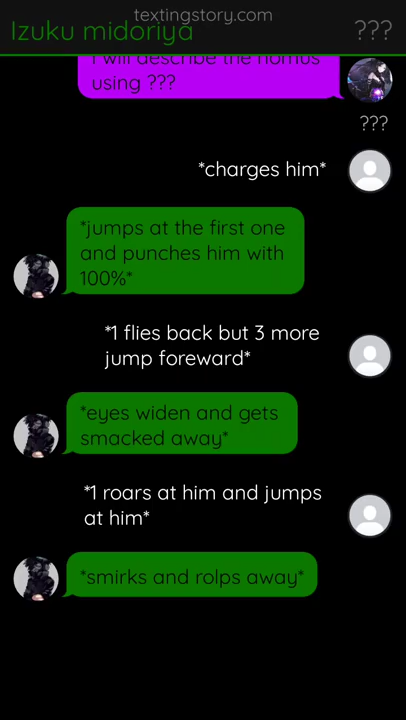 textingstory.com
Izuku midoriya
???
I will describe the nomus
using ???
???
*charges him*
*jumps at the first one
and punches him with
100%*
*1 flies back but 3 more
jump foreward*
*eyes widen and gets
smacked away*
*1 roars at him and jumps
at him*
*smirks and rolps away*